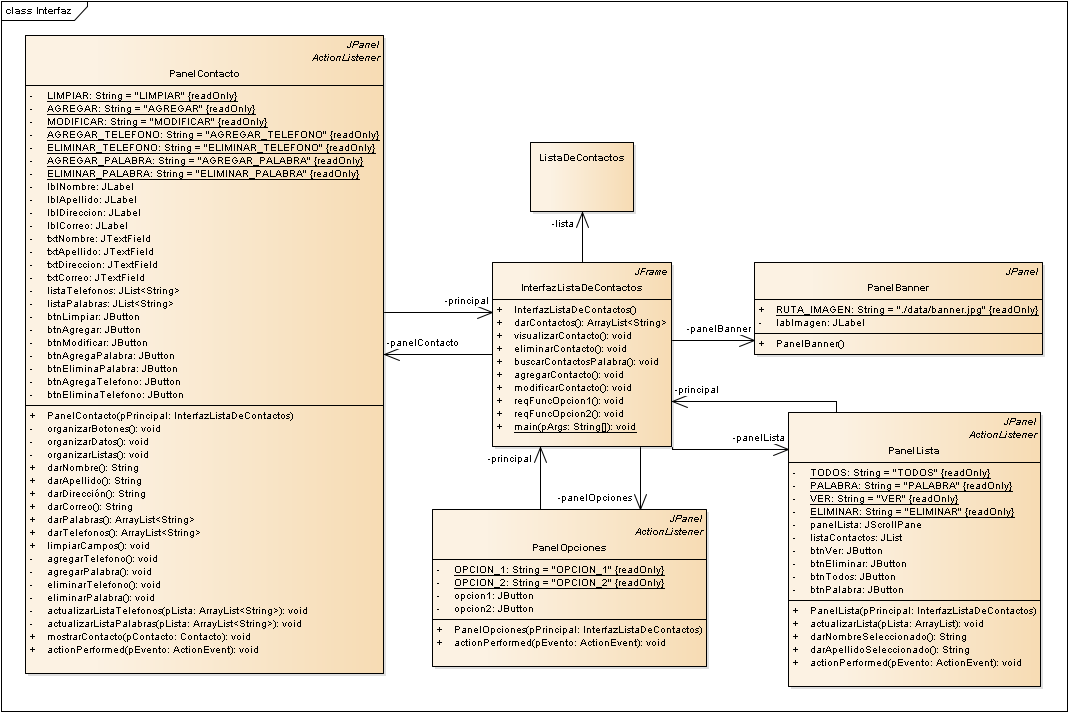 class Interfaz
JPanel
ActionListener
PanelContacto
- LIMPIAR: String = "LIMPIAR" {readOnly}
- AGREGAR: String = "AGREGAR" {readOnly}
- MODIFICAR: String = "MODIFICAR" {readOnly}
- AGREGAR_TELEFONO: String = "AGREGAR_TELEFONO" {readOnly}
- ELIMINAR_TELEFONO: String = "ELIMINAR_TELEFONO" {readOnly}
- AGREGAR_PALABRA: String = "AGREGAR_PALABRA" {readOnly}
- ELIMINAR_PALABRA: String = "ELIMINAR_PALABRA" {readOnly}
- lblNombre: JLabel
- lblApellido: JLabel
- lblDireccion: JLabel
- lblCorreo: JLabel
- txtNombre: JTextField
- txtApellido: JTextField
- txtDireccion: JTextField
- txtCorreo: JTextField
- listaTelefonos: JList<String>
- listaPalabras: JList<String>
- btnLimpiar: JButton
- btnAgregar: JButton
- btnModificar: JButton
- btnAgregaPalabra: JButton
- btnEliminaPalabra: JButton
- btnAgregaTelefono: JButton
- btnEliminaTelefono: JButton
+ PanelContacto(pPrincipal: InterfazListaDeContactos)
- organizarBotones(): void
- organizarDatos(): void
- organizarListas(): void
+ darNombre(): String
+ darApellido(): String
+ darDirección(): String
+ darCorreo(): String
+ darPalabras(): ArrayList<String>
+ darTelefonos(): ArrayList<String>
+ limpiarCampos(): void
- agregarTelefono(): void
- agregarPalabra(): void
- eliminarTelefono(): void
- eliminarPalabra(): void
- actualizarListaTelefonos(pLista: ArrayList<String>): void
- actualizarListaPalabras(pLista: ArrayList<String>): void
+ mostrarContacto(pContacto: Contacto): void
+ actionPerformed(pEvento: ActionEvent): void
ListaDeContactos
-lista
JFrame
InterfazListaDeContactos
+ InterfazListaDeContactos()
+ darContactos(): ArrayList<String>
+ visualizarContacto(): void
+ eliminarContacto(): void
+ buscarContactosPalabra(): void
+ agregarContacto(): void
+ modificarContacto(): void
+ reqFuncOpcion1(): void
+ reqFuncOpcion2(): void
+ main(pArgs: String[]): void
-principal
-panelContacto
-panelBanner
JPanel
PanelBanner
+ RUTA_IMAGEN: String = "./data/banner.jpg" {readOnly}
- labImagen: JLabel
+ PanelBanner()
-principal
-panelLista
JPanel
ActionListener
PanelLista
- TODOS: String = "TODOS" {readOnly}
- PALABRA: String = "PALABRA" {readOnly}
- VER: String = "VER" {readOnly}
- ELIMINAR: String = "ELIMINAR" {readOnly}
- panelLista: JScrollPane
- listaContactos: JList
- btnVer: JButton
- btnEliminar: JButton
- btnTodos: JButton
- btnPalabra: JButton
+ PanelLista(pPrincipal: InterfazListaDeContactos)
+ actualizarLista(pLista: ArrayList): void
+ darNombreSeleccionado(): String
+ darApellidoSeleccionado(): String
+ actionPerformed(pEvento: ActionEvent): void
-principal
-panelOpciones
JPanel
ActionListener
PanelOpciones
- OPCION_1: String = "OPCION_1" {readOnly}
- OPCION_2: String = "OPCION_2" {readOnly}
- opcion1: JButton
- opcion2: JButton
+ PanelOpciones(pPrincipal: InterfazListaDeContactos)
+ actionPerformed(pEvento: ActionEvent): void